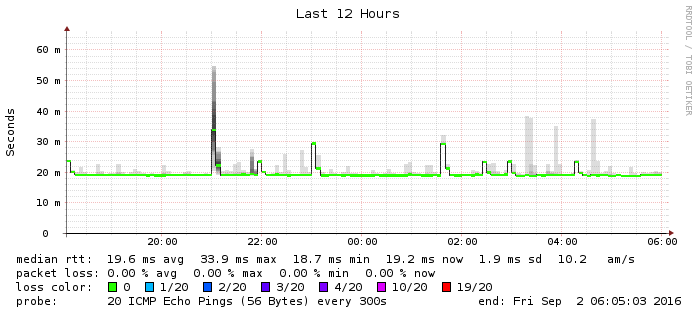 Last 12 Hours
RRDTOOL / TOBI OETIKER
Seconds
60 m
50 m
40 m
30 m
20 m
10 m
0
20:00 22:00 00:00 02:00 04:00 06:00
median rtt: 19.6 ms avg 33.9 ms max 18.7 ms min 19.2 ms now 1.9 ms sd 10.2 am/s
packet loss: 0.00 % avg 0.00 % max 0.00 % min 0.00 % now
loss color: 0 1/20 2/20 3/20 4/20 10/20 19/20
probe: 20 ICMP Echo Pings (56 Bytes) every 300s end: Fri Sep 2 06:05:03 2016